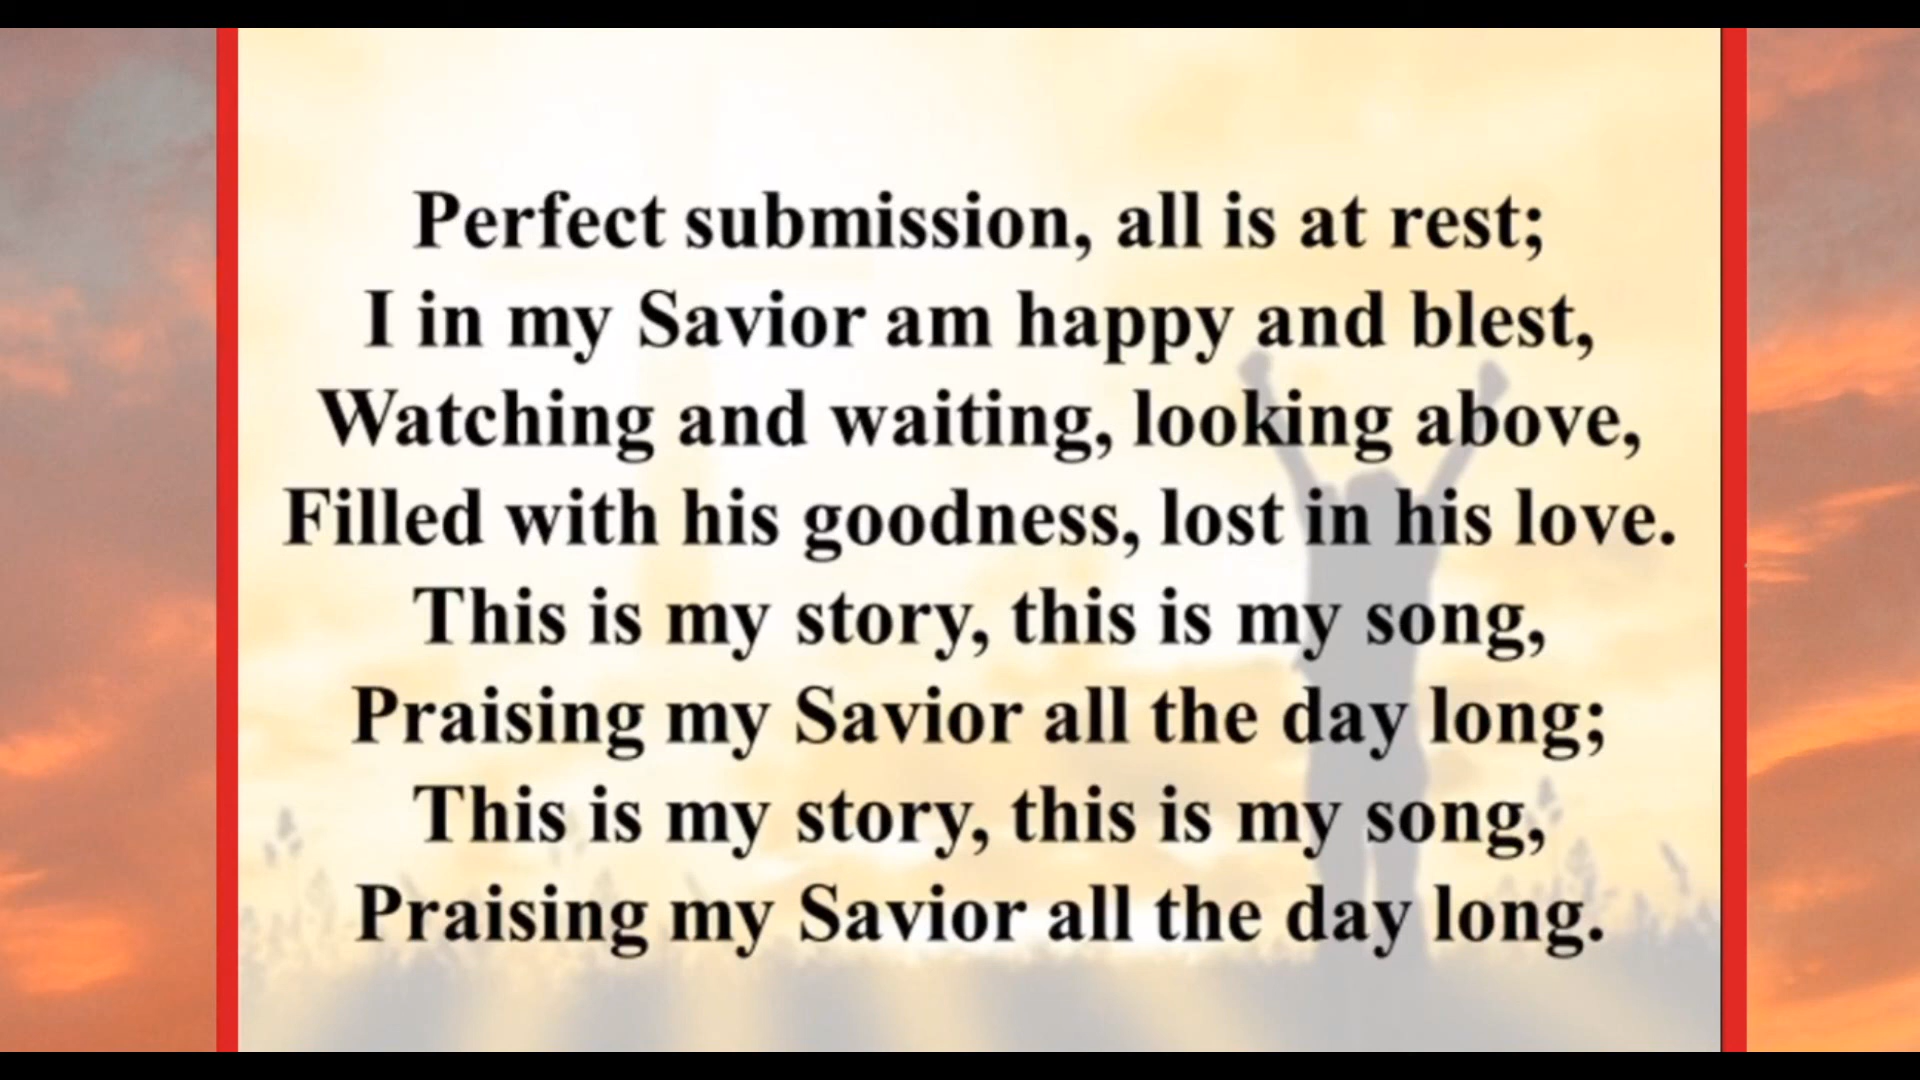 Perfect submission, all is at rest;
I in my Savior am happy and blest,
Watching and waiting, looking above,
Filled with his goodness, lost in his love.
This is my story, this is my song,
Praising my Savior all the day long;
This is my story, this is my song,
Praising my Savior all the day long.